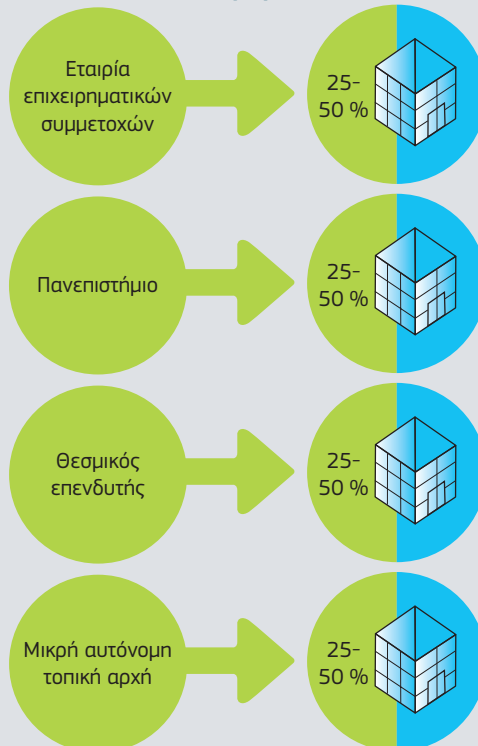 Εταιρία
επιχειρηματικών
συμμετοχών
25-
50 %
Πανεπιστήμιο
25-
50 %
Θεσμικός
επενδυτής
25-
50 %
Μικρή αυτόνομη
τοπική αρχή
25-
50 %